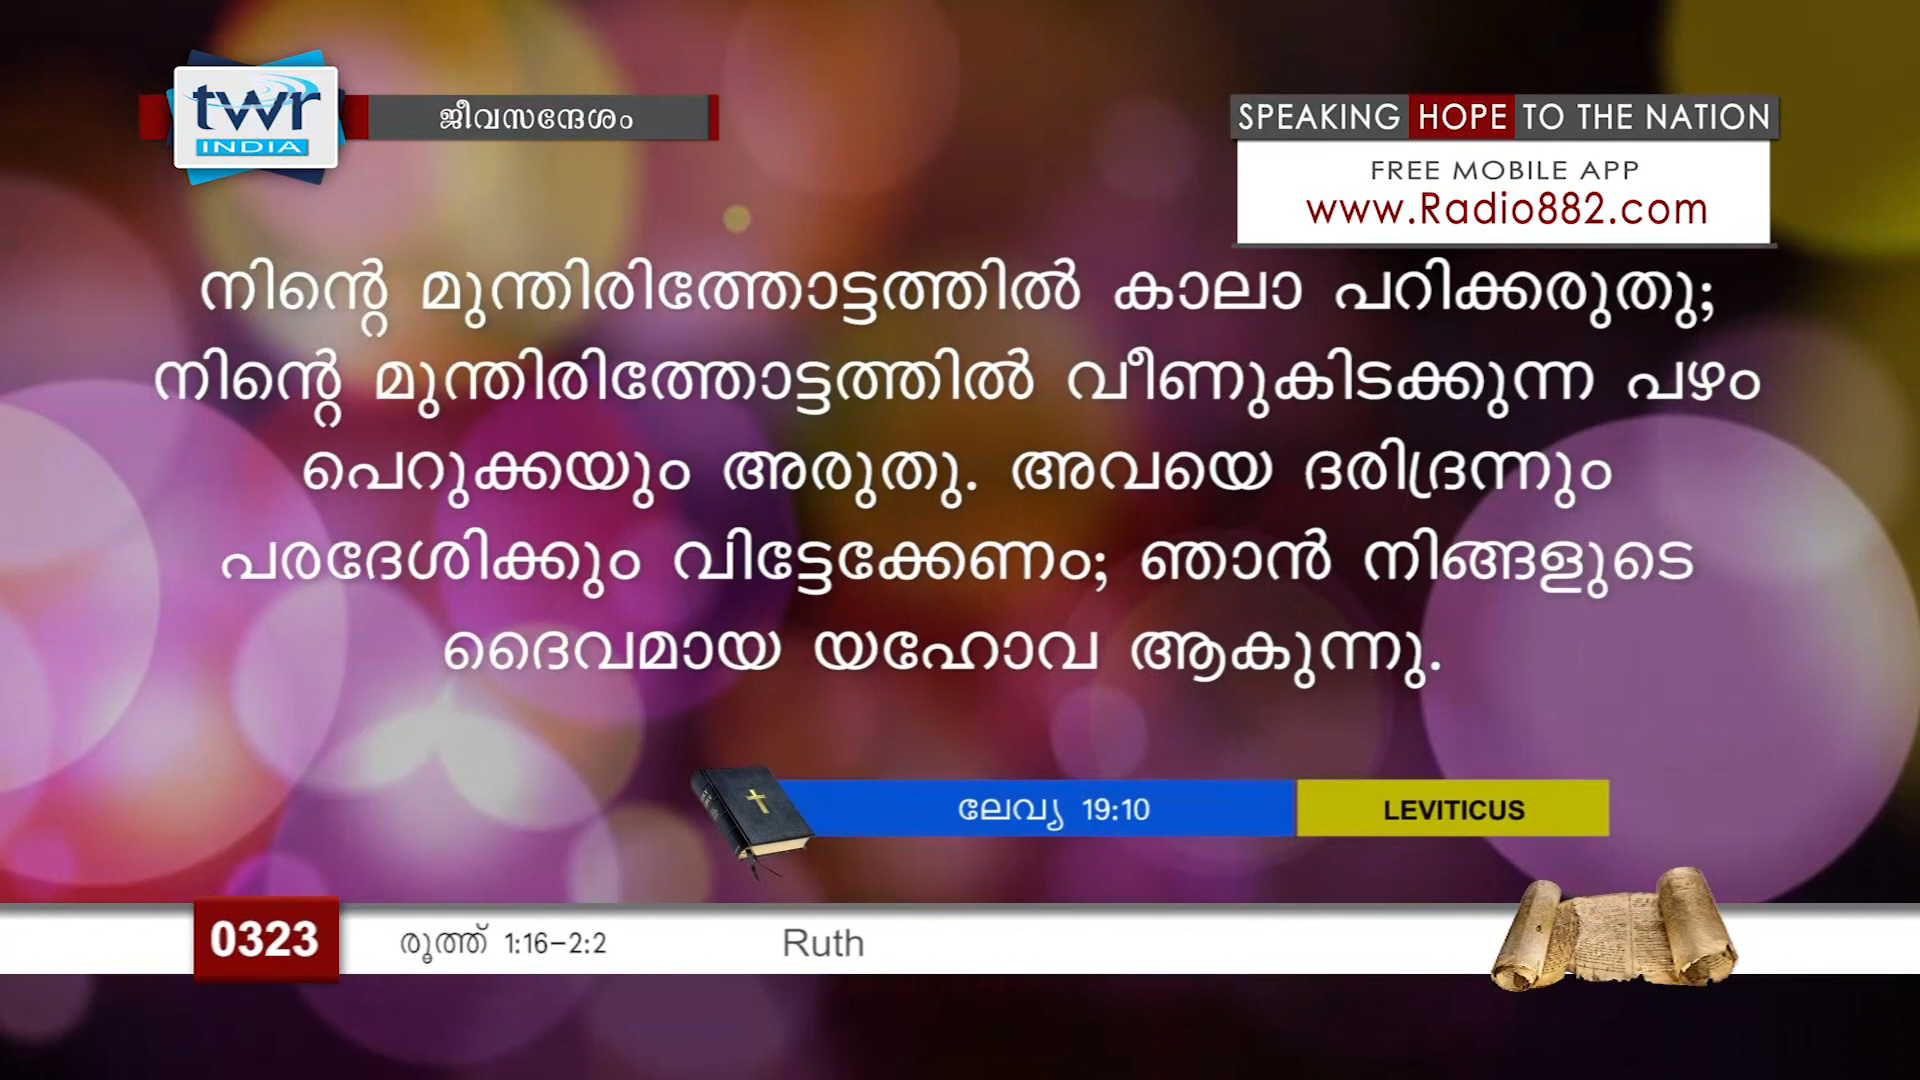 twr
INDIA
ജീവസന്ദേശം
SPEAKING HOPE TO THE NATION
FREE MOBILE APP
www.Radio882.com
നിന്റെ മുന്തിരിത്തോട്ടത്തിൽ കാലാ പറിക്കരുതു;
നിന്റെ മുന്തിരിത്തോട്ടത്തിൽ വീണുകിടക്കുന്ന പഴം
പെറുക്കയും അരുതു. അവയെ ദരിദ്രന്നും
പരദേശിക്കും വിട്ടേക്കേണം; ഞാൻ നിങ്ങളുടെ
ദൈവമായ യഹോവ ആകുന്നു.
ലേവ്യ 19:10
LEVITICUS
0323
രൂത്ത് 1:16-2:2
Ruth